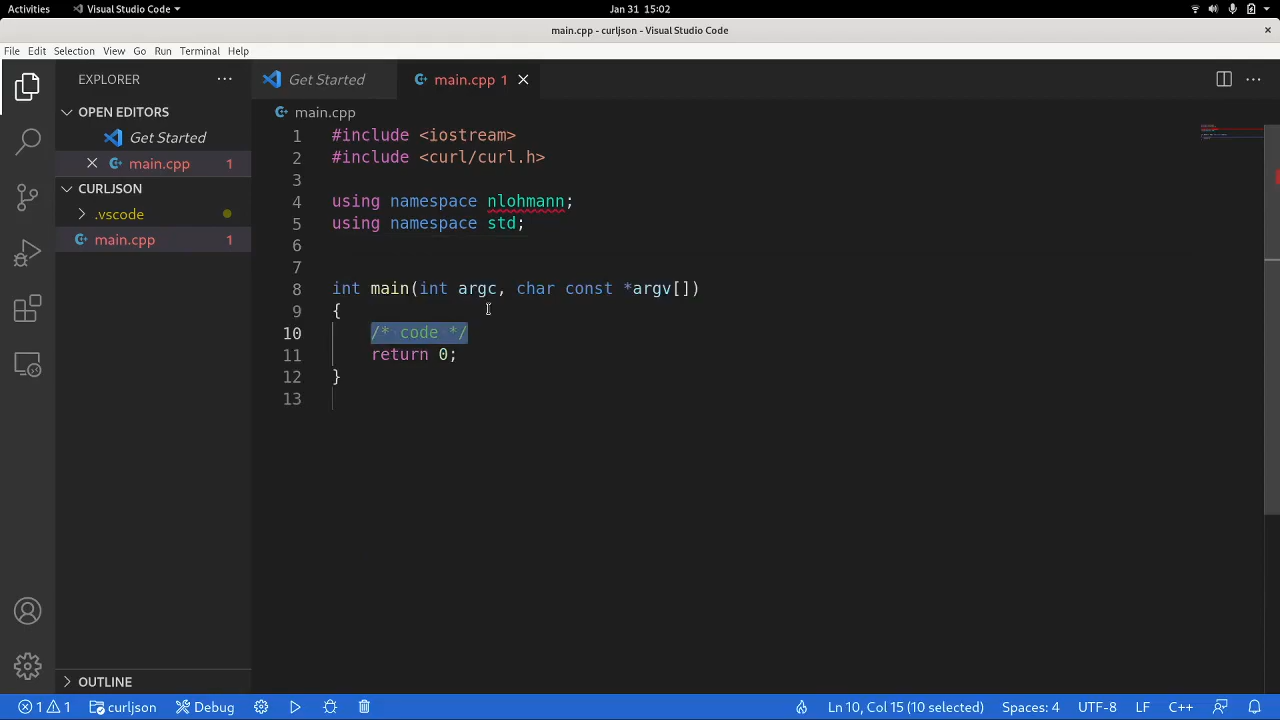 Activities Visual Studio Code Jan 31 15:02
main.cpp - curljson - Visual Studio Code ×
File Edit Selection View Go Run Terminal Help
EXPLORER ··· Get Started main.cpp 1 ×
OPEN EDITORS
Get Started
× main.cpp 1
CURLJSON
.vscode
main.cpp 1
OUTLINE
main.cpp
1 #include <iostream>
2 #include <curl/curl.h>
3
4 using namespace nlohmann;
5 using namespace std;
6
7
8 int main(int argc, char const *argv[])
9 {
10 /* code */
11 return 0;
12 }
13
1 1 curljson Debug Ln 10, Col 15 (10 selected) Spaces: 4 UTF-8 LF C++